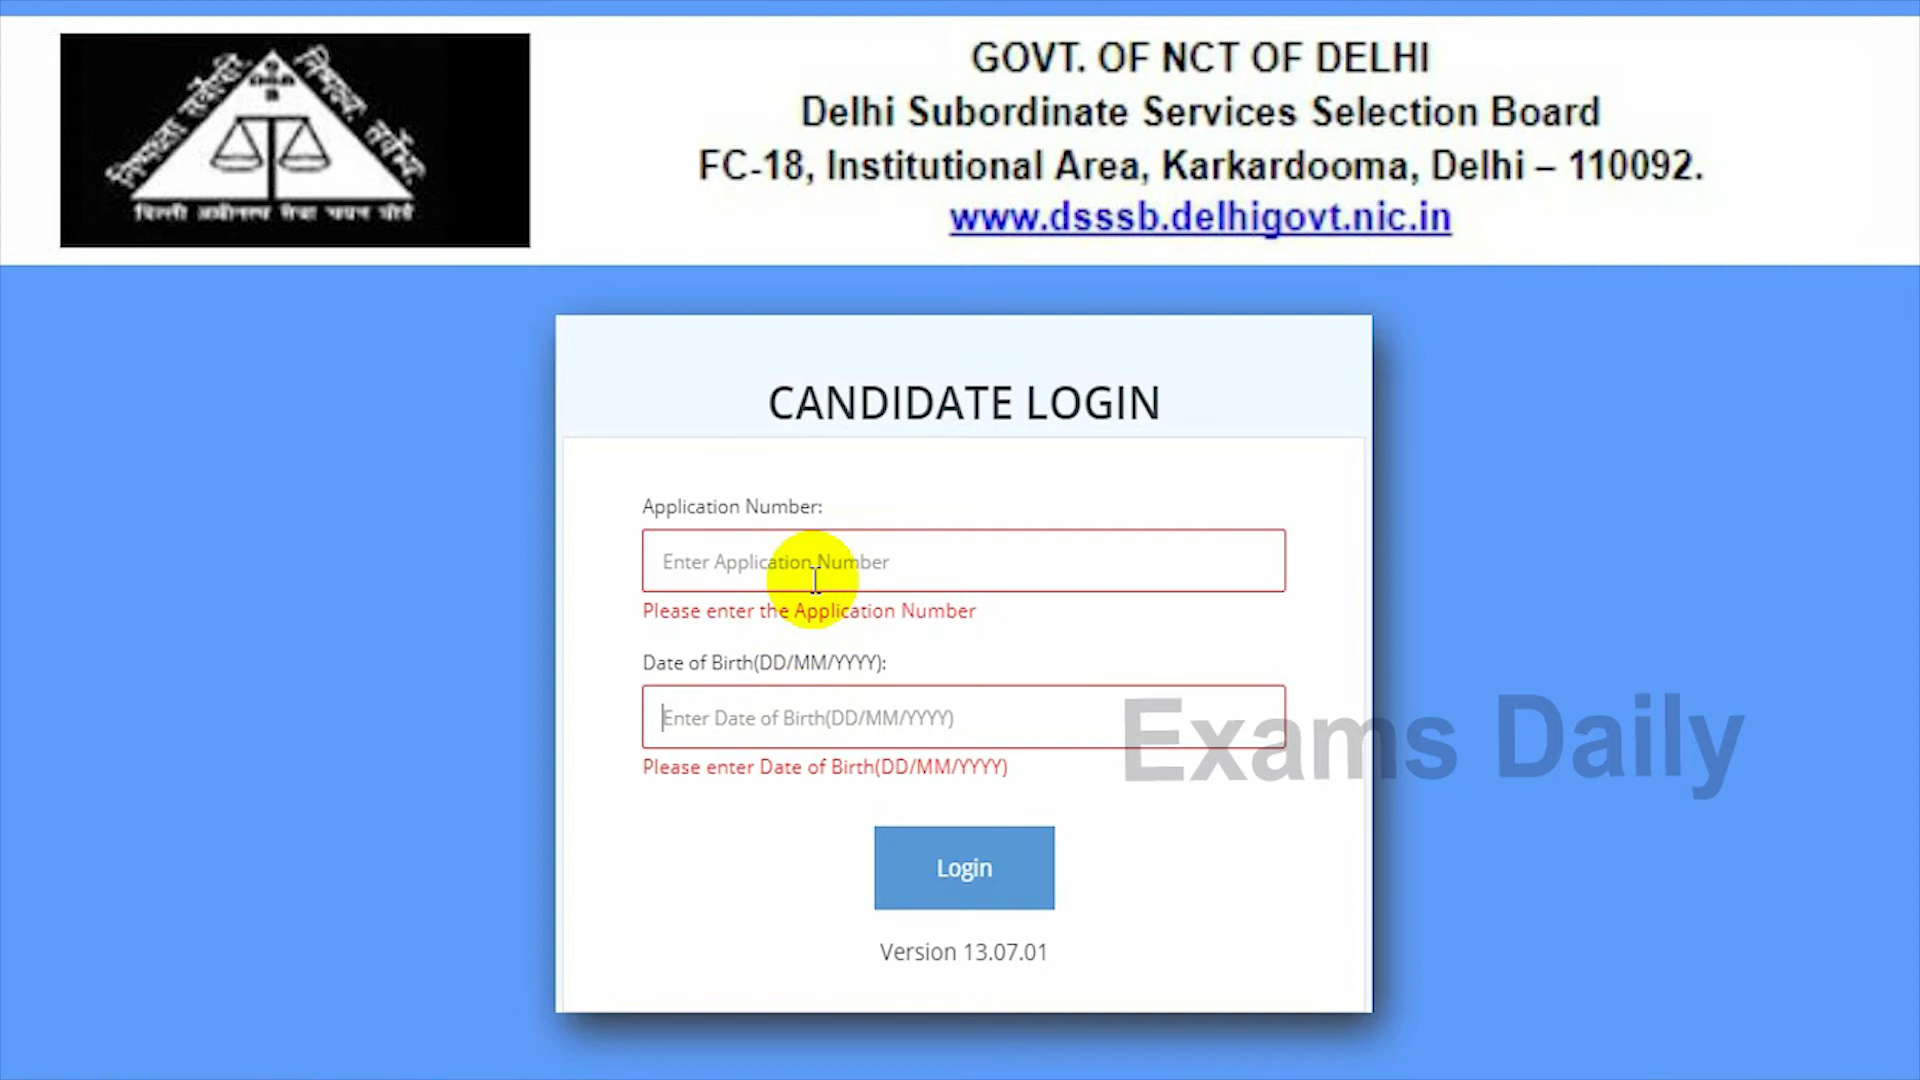 GOVT. OF NCT OF DELHI
Delhi Subordinate Services Selection Board
FC-18, Institutional Area, Karkardooma, Delhi – 110092.
www.dsssb.delhigovt.nic.in
दिल्ली अधीनस्थ सेवा चयन बोर्ड
CANDIDATE LOGIN
Application Number:
Enter Application Number
Please enter the Application Number
Date of Birth(DD/MM/YYYY):
Enter Date of Birth(DD/MM/YYYY)
Please enter Date of Birth(DD/MM/YYYY)
Exams Daily
Login
Version 13.07.01